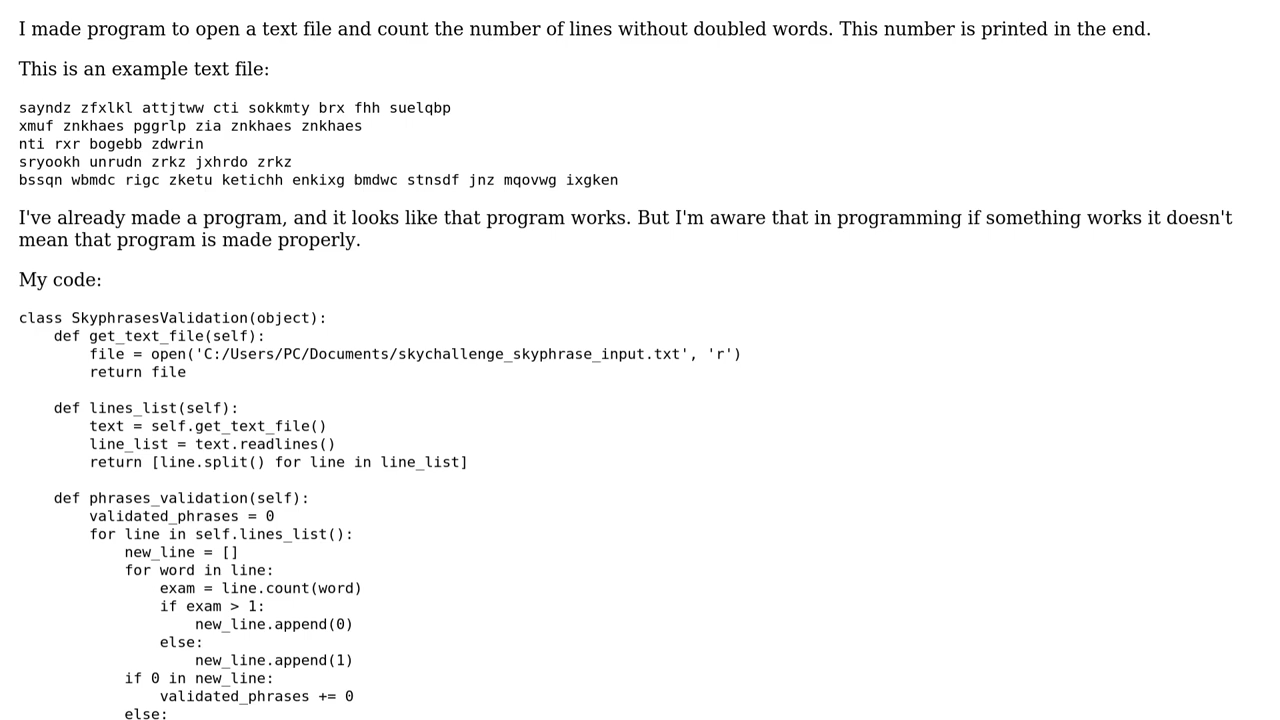 I made program to open a text file and count the number of lines without doubled words. This number is printed in the end.
This is an example text file:
sayndz zfxlkl attjtww cti sokkmty brx fhh suelqbp
xmuf znkhaes pggrlp zia znkhaes znkhaes
nti rxr bogebb zdwrin
sryookh unrudn zrkz jxhrdo zrkz
bssqn wbmdc rigc zketu ketichh enkixg bmdwc stnsdf jnz mqovwg ixgken
I've already made a program, and it looks like that program works. But I'm aware that in programming if something works it doesn't
mean that program is made properly.
My code:
class SkyphrasesValidation(object):
    def get_text_file(self):
        file = open('C:/Users/PC/Documents/skychallenge_skyphrase_input.txt', 'r')
        return file
    def lines_list(self):
        text = self.get_text_file()
        line_list = text.readlines()
        return [line.split() for line in line_list]
    def phrases_validation(self):
        validated_phrases = 0
        for line in self.lines_list():
            new_line = []
            for word in line:
                exam = line.count(word)
                if exam > 1:
                    new_line.append(0)
                else:
                    new_line.append(1)
            if 0 in new_line:
                validated_phrases += 0
            else: